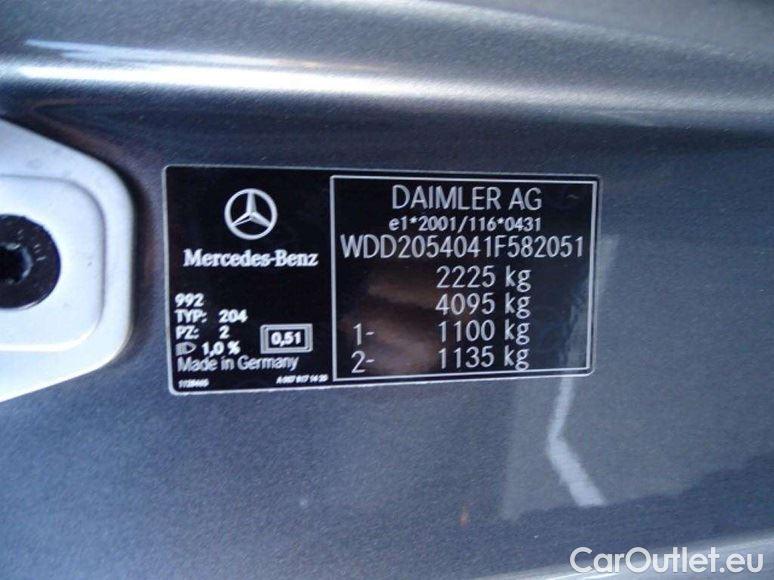 Mercedes-Benz
992
TYP: 204
PZ: 2
1,0 %
0,51
Made in Germany
DAIMLER AG
e1*2001/116*0431
WDD2054041F582051
2225 kg
4095 kg
1- 1100 kg
2- 1135 kg
CarOutlet.eu